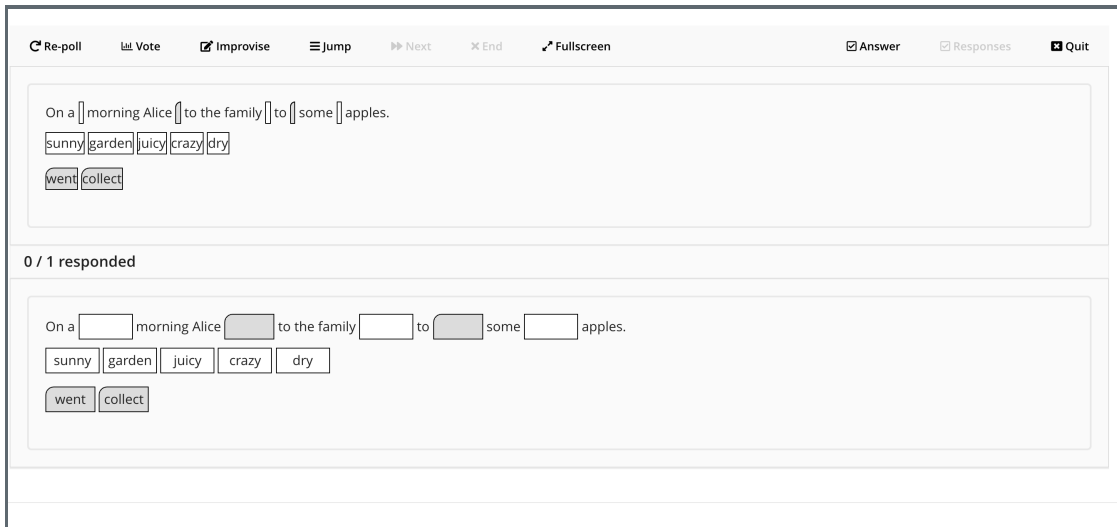 Re-poll Vote Improvise Jump Next End Fullscreen Answer Responses Quit
On a morning Alice to the family to some apples.
sunny garden juicy crazy dry
went collect
0 / 1 responded
On a morning Alice to the family to some apples.
sunny garden juicy crazy dry
went collect